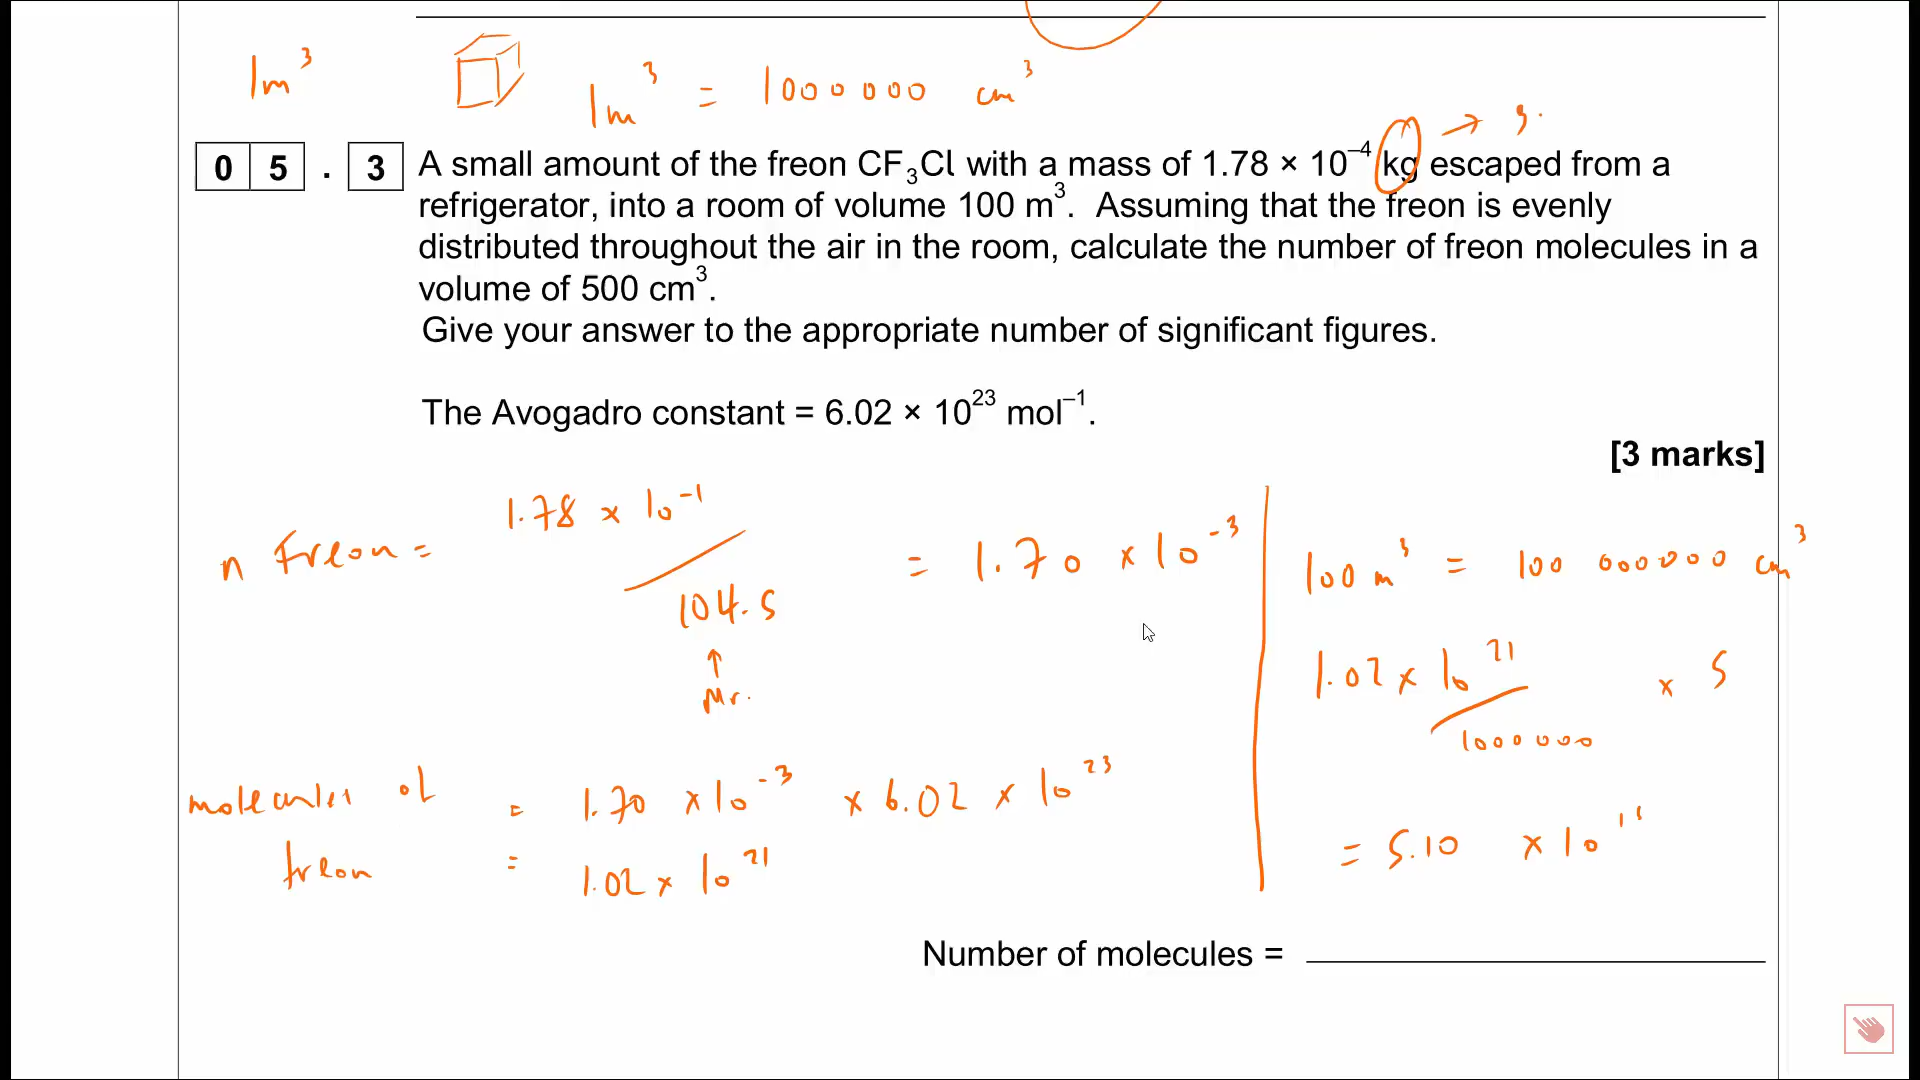 1m³
1m³ = 1000000 cm³
→ g.
05.3 A small amount of the freon CF₃Cl with a mass of 1.78 × 10⁻⁴ kg escaped from a
refrigerator, into a room of volume 100 m³. Assuming that the freon is evenly
distributed throughout the air in the room, calculate the number of freon molecules in a
volume of 500 cm³.
Give your answer to the appropriate number of significant figures.
The Avogadro constant = 6.02 × 10²³ mol⁻¹.
[3 marks]
n Freon = 1.78 × 10⁻¹ / 104.5 = 1.70 × 10⁻³
↑
Mr.
molecules of freon = 1.70 × 10⁻³ × 6.02 × 10²³
= 1.02 × 10²¹
100 m³ = 100 000000 cm³
1.02 × 10²¹ / 1000000 × 5
= 5.10 × 10¹¹
Number of molecules =